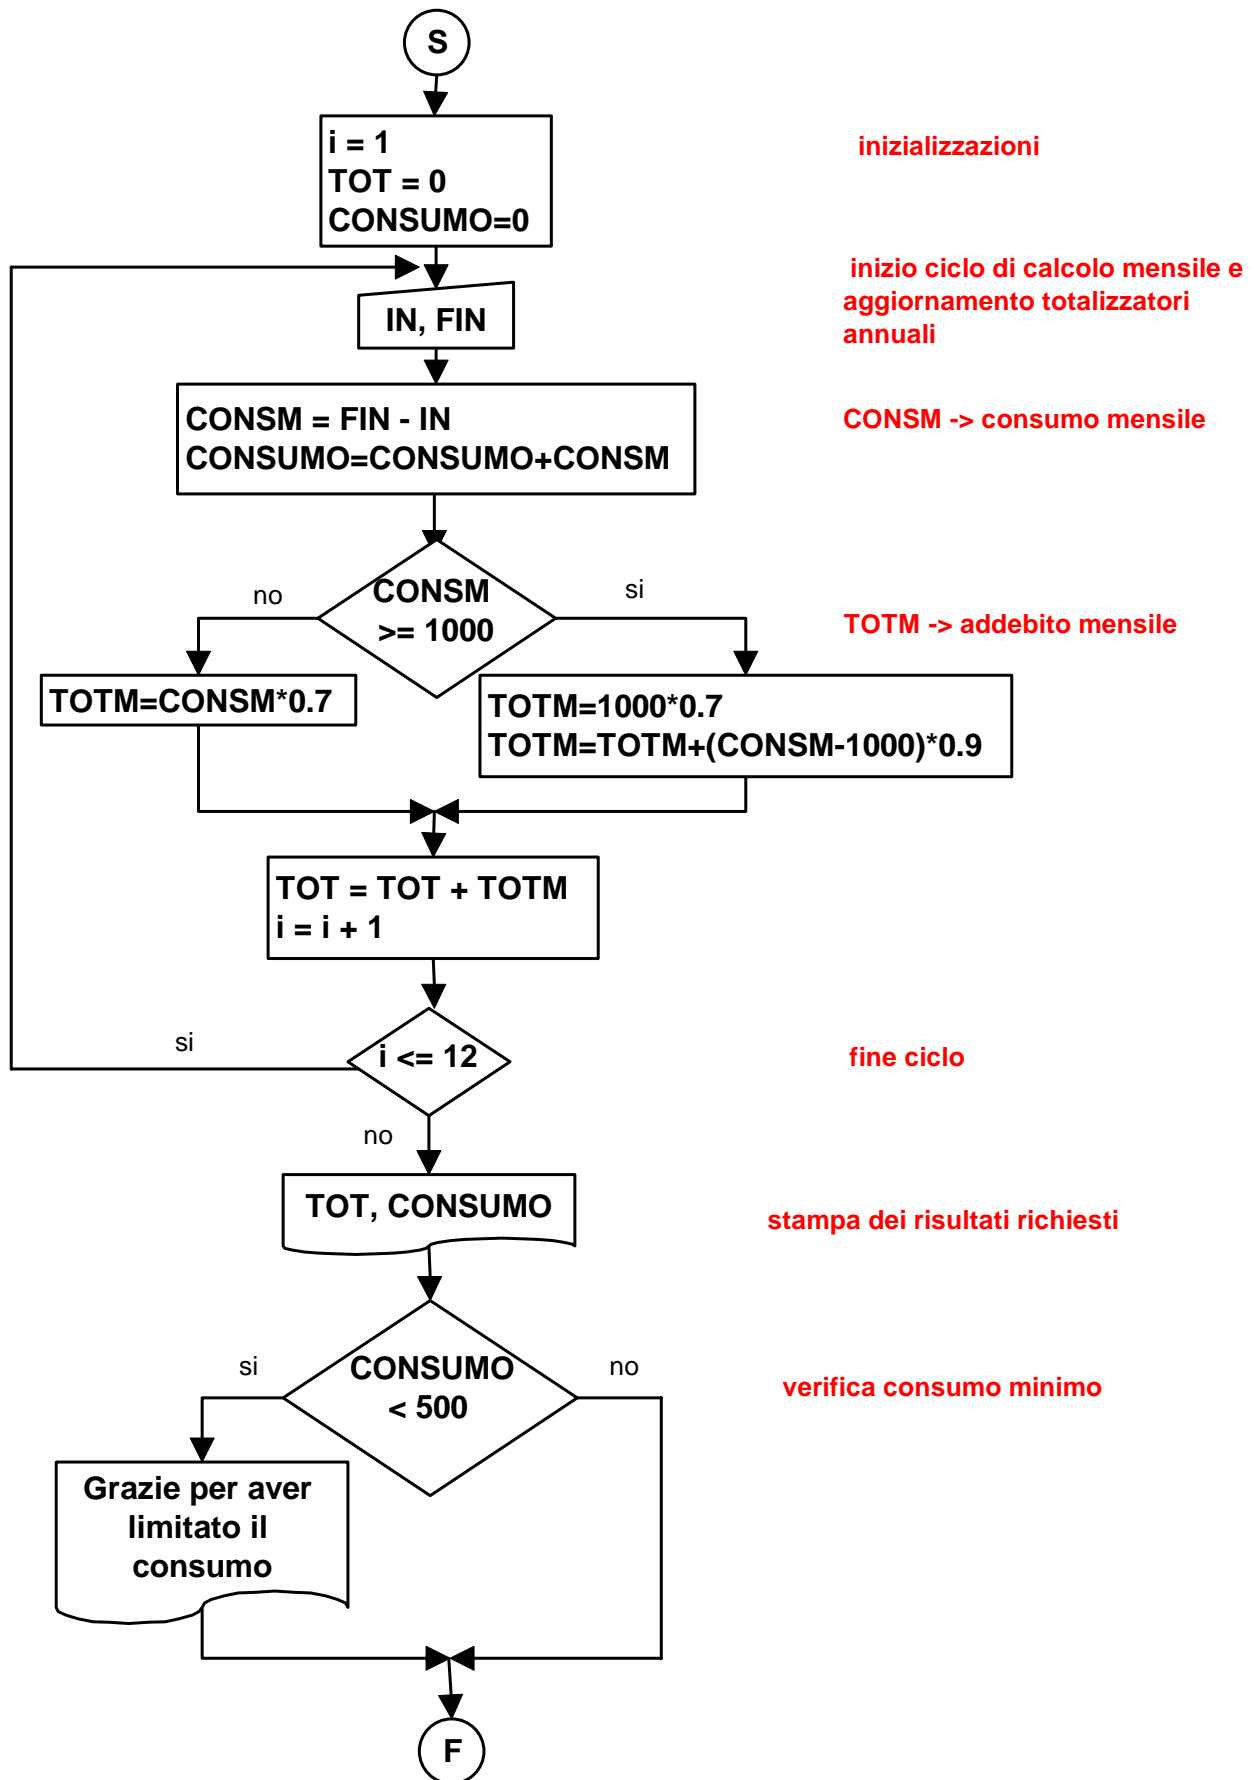 S
i = 1
TOT = 0
CONSUMO=0
inizializzazioni
inizio ciclo di calcolo mensile e
aggiornamento totalizzatori
annuali
IN, FIN
CONSM = FIN - IN
CONSUMO=CONSUMO+CONSM
CONSM -> consumo mensile
no
CONSM
>= 1000
si
TOTM -> addebito mensile
TOTM=CONSM*0.7
TOTM=1000*0.7
TOTM=TOTM+(CONSM-1000)*0.9
TOT = TOT + TOTM
i = i + 1
si
i <= 12
fine ciclo
no
TOT, CONSUMO
stampa dei risultati richiesti
si
CONSUMO
< 500
no
verifica consumo minimo
Grazie per aver
limitato il
consumo
F